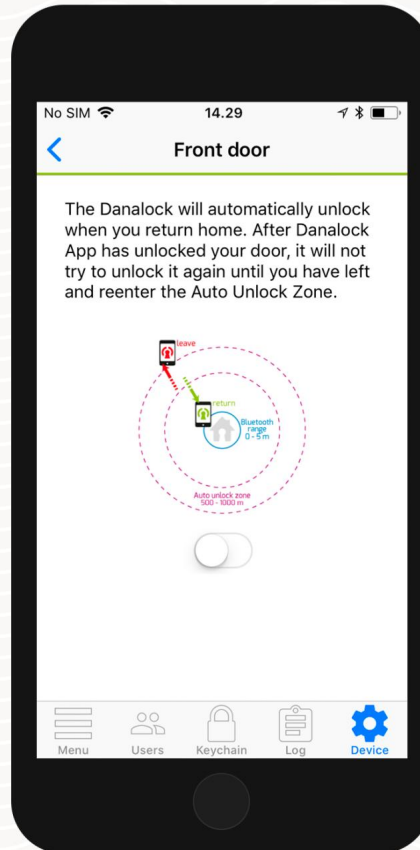 No SIM 14.29
Front door
The Danalock will automatically unlock
when you return home. After Danalock
App has unlocked your door, it will not
try to unlock it again until you have left
and reenter the Auto Unlock Zone.
leave
return
Bluetooth
range
0 - 5 m
Auto unlock zone
500 - 1000 m
Menu Users Keychain Log Device